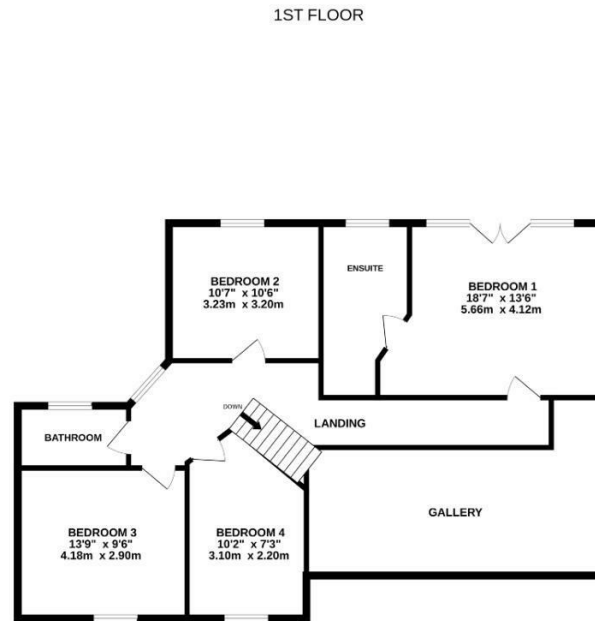 1ST FLOOR
BEDROOM 2
10'7" x 10'6"
3.23m x 3.20m
ENSUITE
BEDROOM 1
18'7" x 13'6"
5.66m x 4.12m
DOWN
LANDING
BATHROOM
GALLERY
BEDROOM 3
13'9" x 9'6"
4.18m x 2.90m
BEDROOM 4
10'2" x 7'3"
3.10m x 2.20m